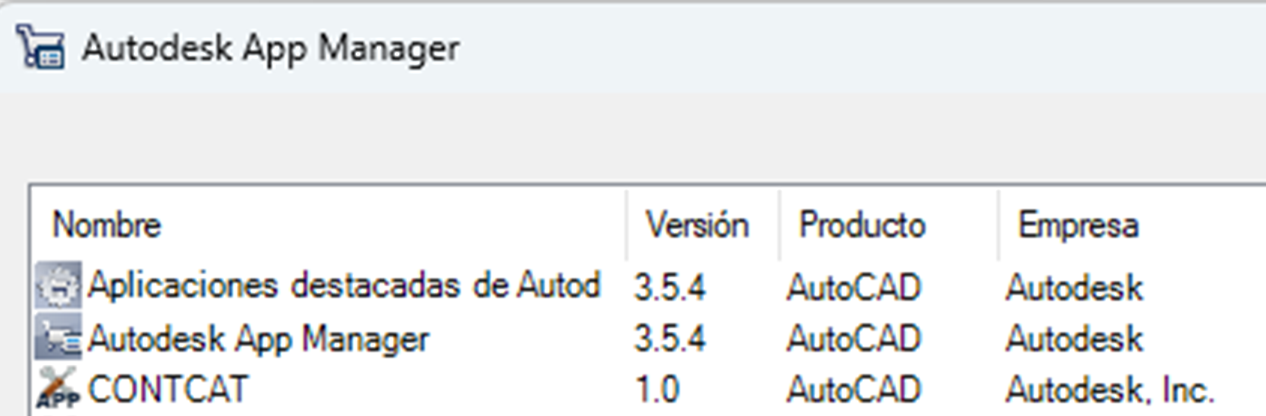 Autodesk App Manager
Nombre Versión Producto Empresa
Aplicaciones destacadas de Autod 3.5.4 AutoCAD Autodesk
Autodesk App Manager 3.5.4 AutoCAD Autodesk
APP CONTCAT 1.0 AutoCAD Autodesk, Inc.